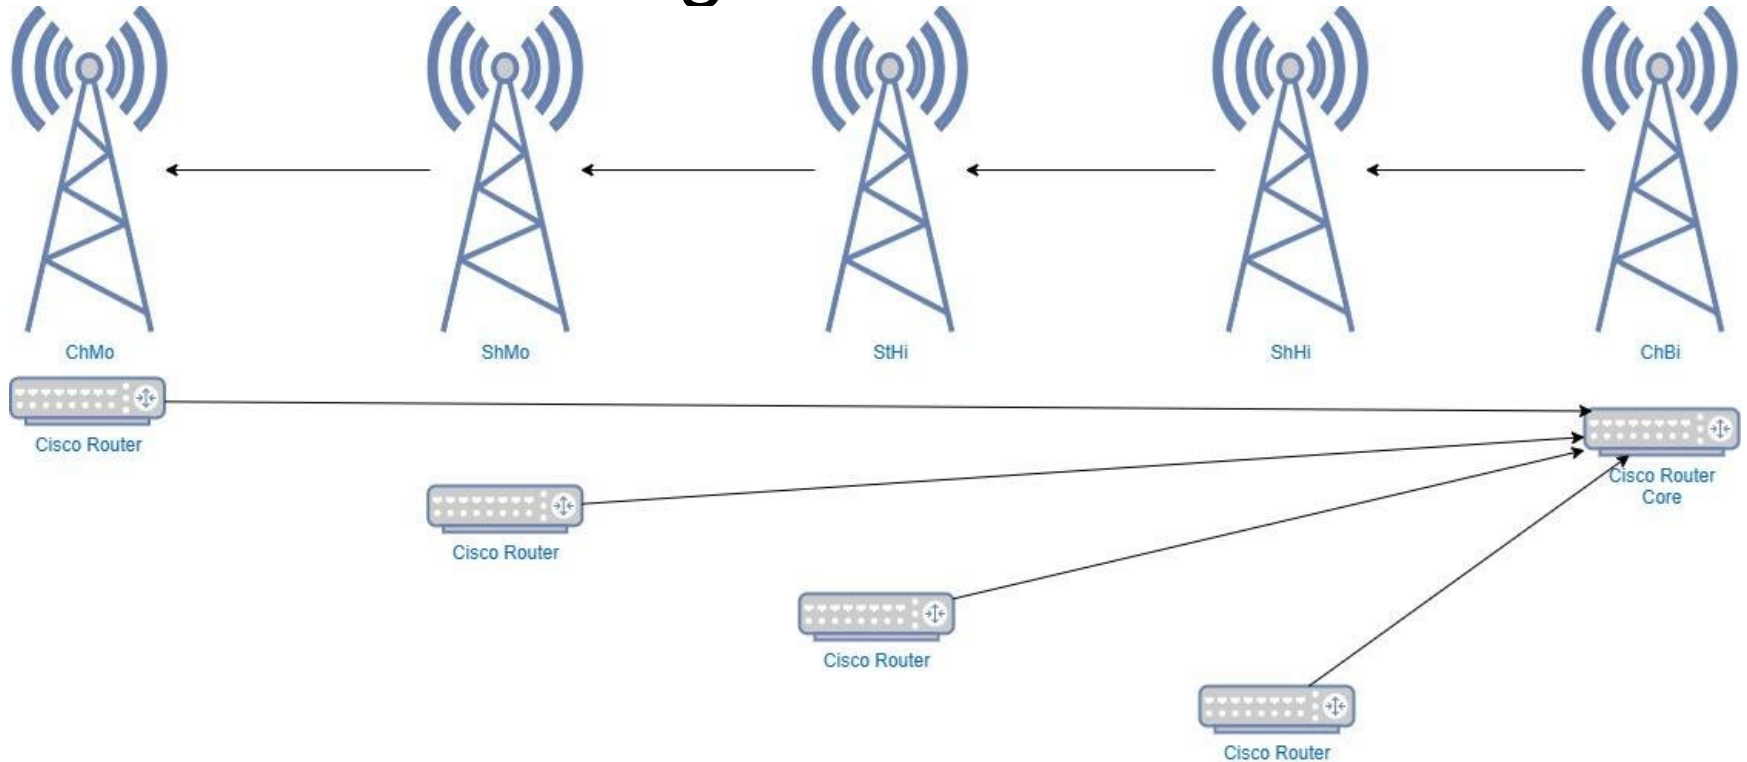 g
ChMo
ShMo
StHi
ShHi
ChBi
Cisco Router
Cisco Router
Core
Cisco Router
Cisco Router
Cisco Router